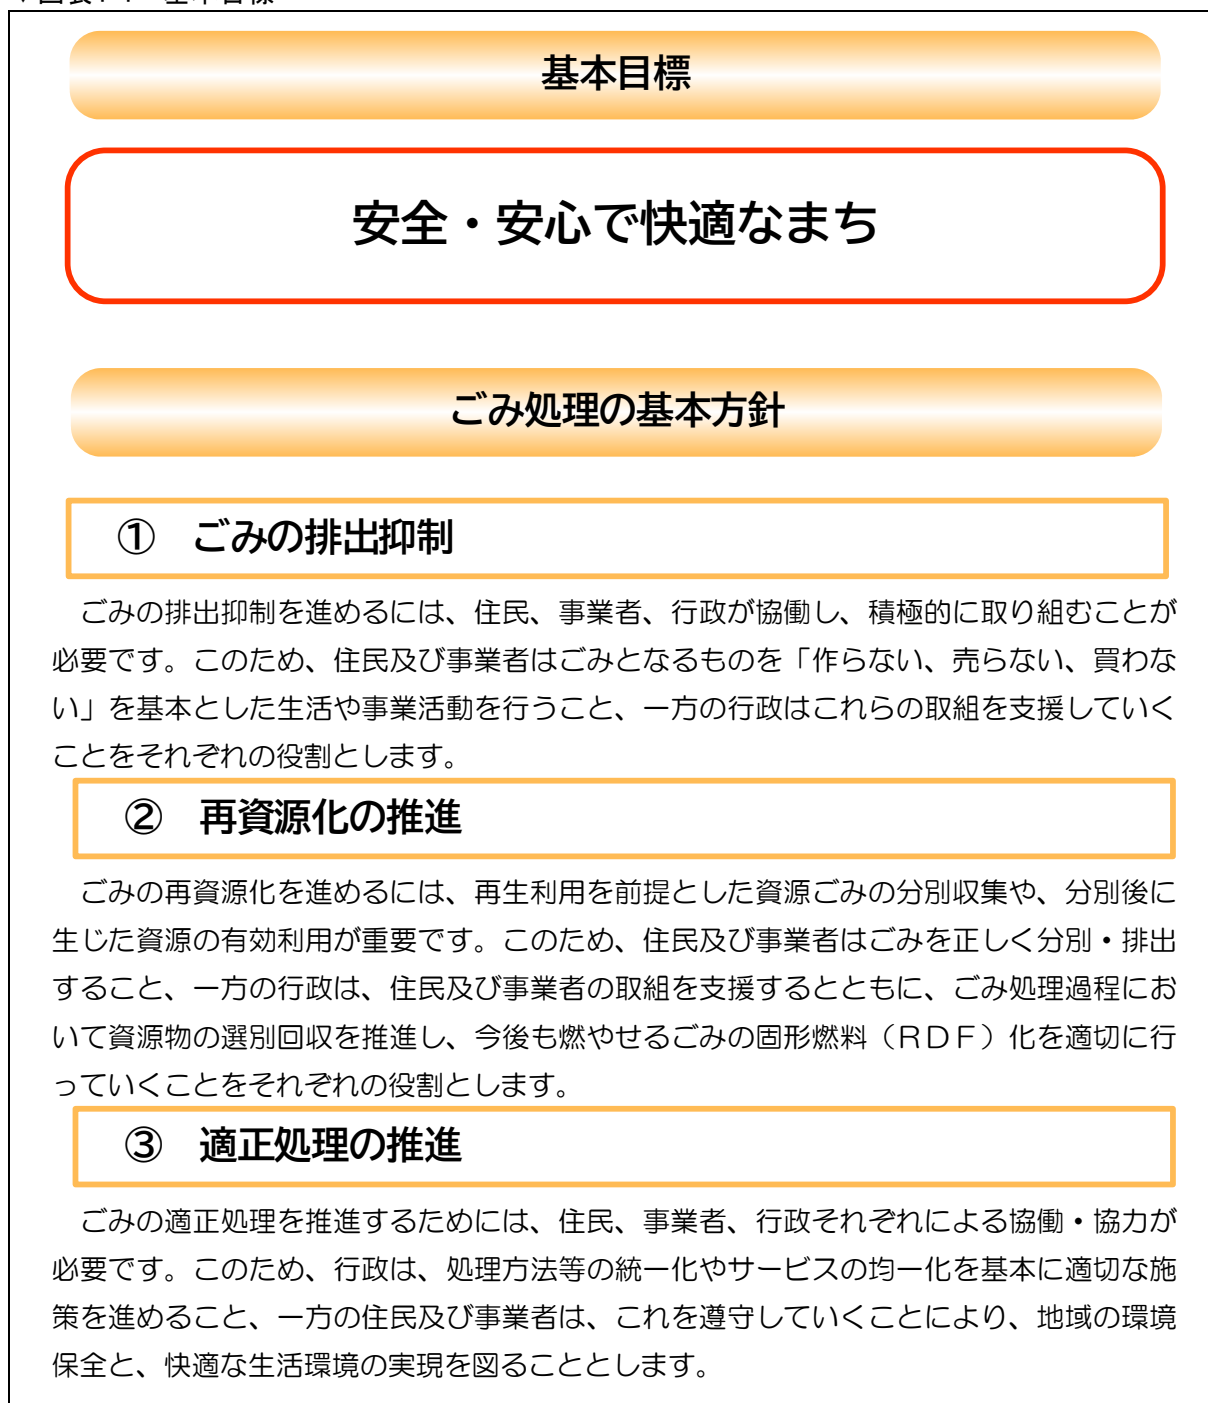 基本目標
安全・安心で快適なまち
ごみ処理の基本方針
① ごみの排出抑制
ごみの排出抑制を進めるには、住民、事業者、行政が協働し、積極的に取り組むことが
必要です。このため、住民及び事業者はごみとなるものを「作らない、売らない、買わな
い」を基本とした生活や事業活動を行うこと、一方の行政はこれらの取組を支援していく
ことをそれぞれの役割とします。
② 再資源化の推進
ごみの再資源化を進めるには、再生利用を前提とした資源ごみの分別収集や、分別後に
生じた資源の有効利用が重要です。このため、住民及び事業者はごみを正しく分別・排出
すること、一方の行政は、住民及び事業者の取組を支援するとともに、ごみ処理過程にお
いて資源物の選別回収を推進し、今後も燃やせるごみの固形燃料（ＲＤＦ）化を適切に行
っていくことをそれぞれの役割とします。
③ 適正処理の推進
ごみの適正処理を推進するためには、住民、事業者、行政それぞれによる協働・協力が
必要です。このため、行政は、処理方法等の統一化やサービスの均一化を基本に適切な施
策を進めること、一方の住民及び事業者は、これを遵守していくことにより、地域の環境
保全と、快適な生活環境の実現を図ることとします。